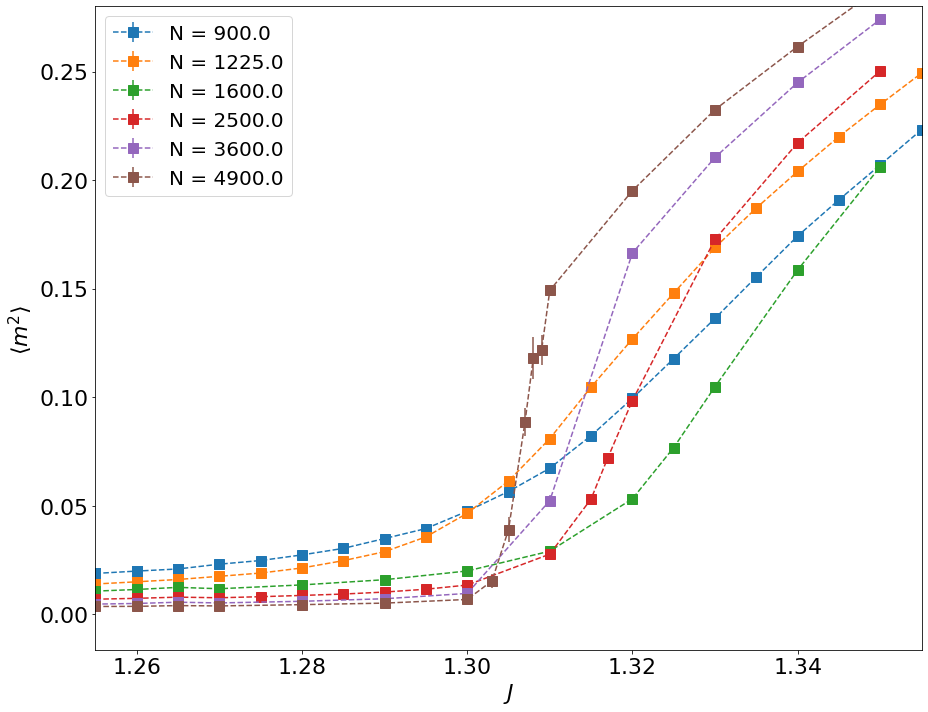 N = 900.0
N = 1225.0
N = 1600.0
N = 2500.0
N = 3600.0
N = 4900.0
0.25
0.20
0.15
0.10
0.05
0.00
⟨m²⟩
1.26 1.28 1.30 1.32 1.34
J